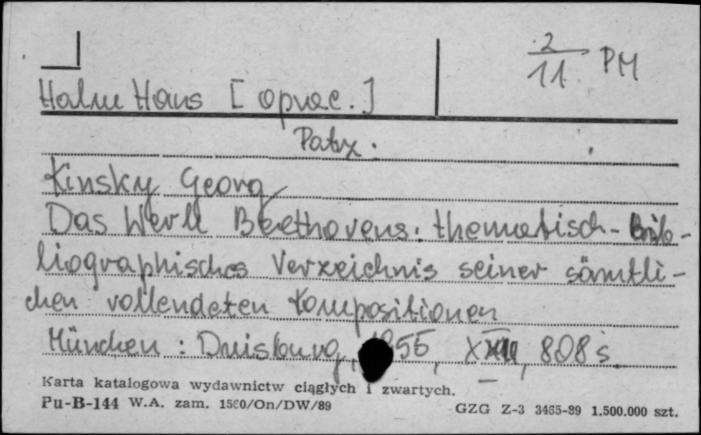 2/11 PM
Halm Hans [oprac.]
Patrz:
Kinsky Georg
Das Werk Beethovens: thematisch-bib-
liographisches Verzeichnis seiner sämtli-
chen vollendeten Kompositionen
München: Duisburg, 1955, 808 s.
Karta katalogowa wydawnictw ciągłych i zwartych.
Pu-B-144 W.A. zam. 1560/On/DW/89
GZG Z-3 3465-89 1.500.000 szt.